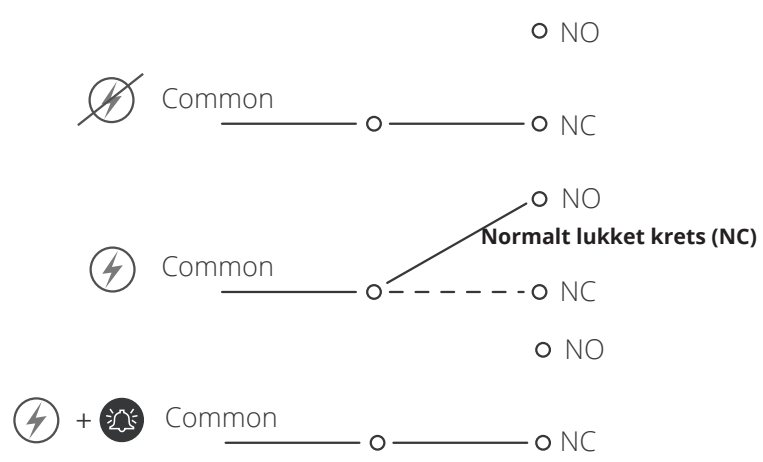 NO
Common
NC
NO
Normalt lukket krets (NC)
Common
NC
NO
+ Common
NC